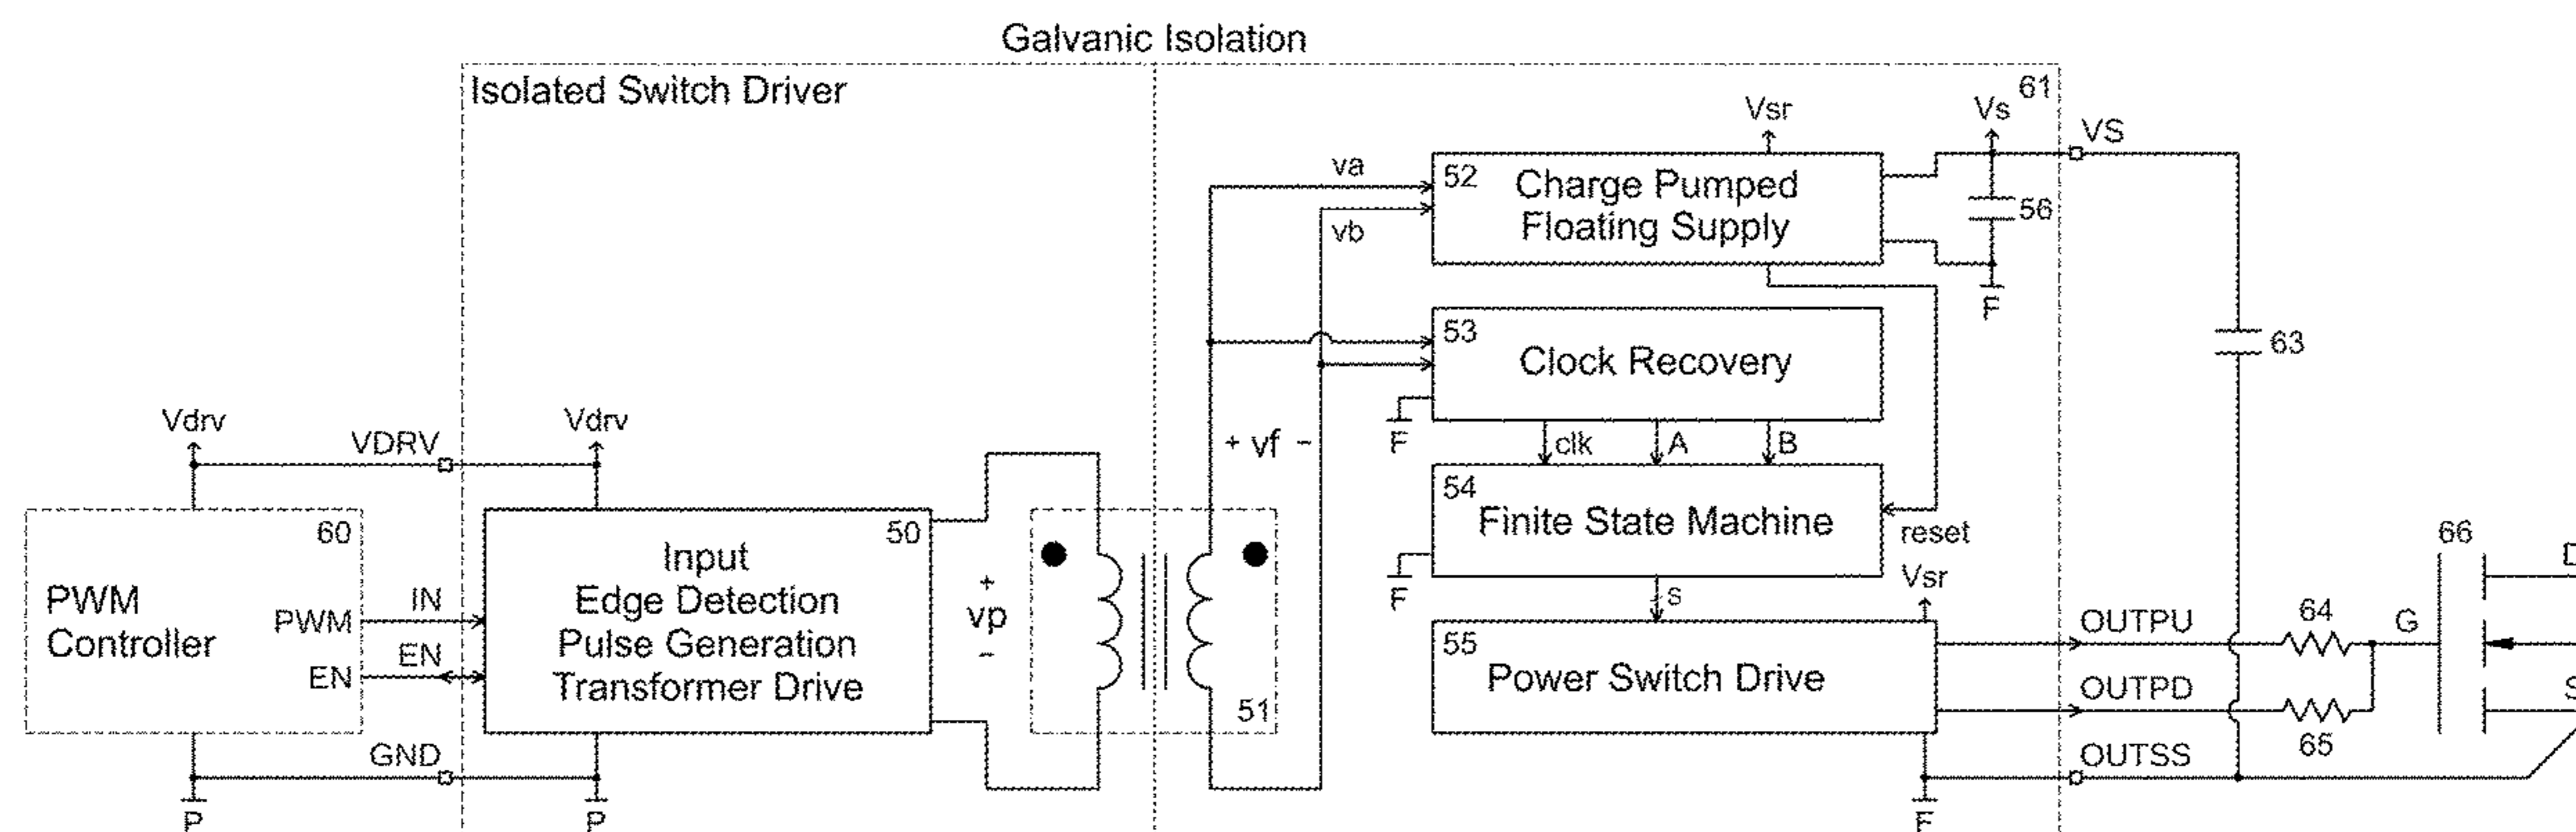 Galvanic Isolation
Isolated Switch Driver
61
Vsr
Vs
VS
va
vb
52
Charge Pumped
Floating Supply
56
F
53
Clock Recovery
63
F
+ vf -
clk
A
B
Vdrv
VDRV
Vdrv
54
Finite State Machine
reset
F
s
Vsr
60
PWM
Controller
PWM
EN
IN
EN
50
Input
Edge Detection
Pulse Generation
Transformer Drive
+
vp
-
51
55
Power Switch Drive
OUTPU
64
G
66
D
OUTPD
65
S
OUTSS
GND
P
P
F